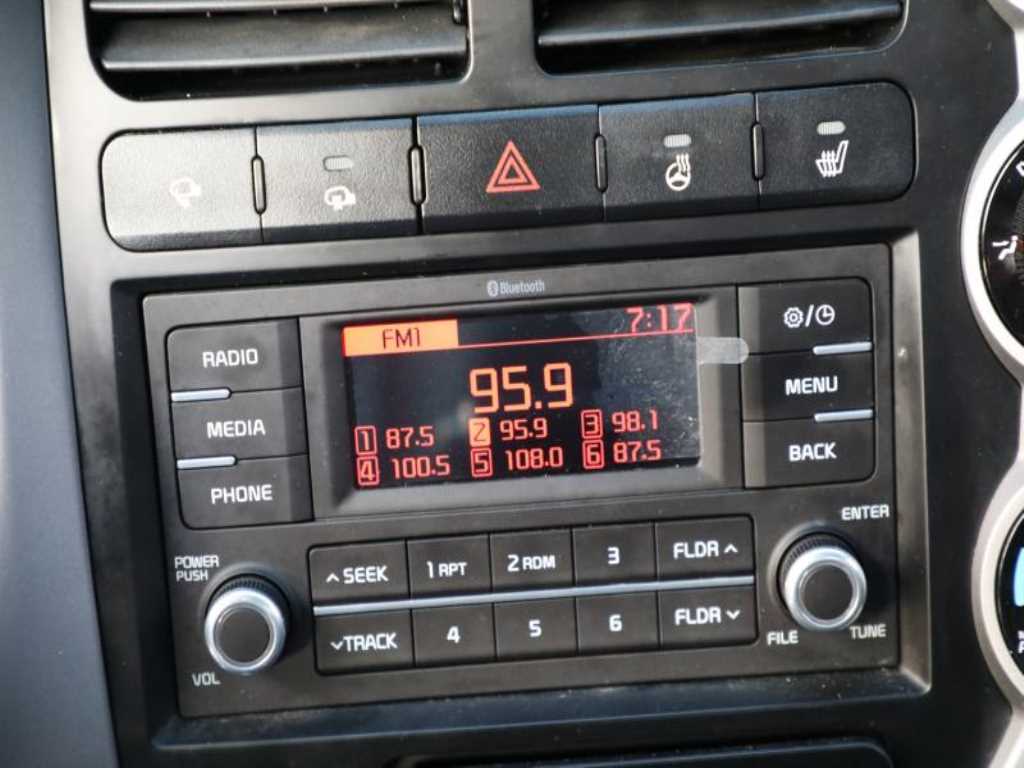 Bluetooth
FM1 7:17
95.9
1 87.5 2 95.9 3 98.1
4 100.5 5 108.0 6 87.5
RADIO
MEDIA
PHONE
MENU
BACK
POWER
PUSH
VOL
∧ SEEK 1 RPT 2 RDM 3 FLDR ∧
∨TRACK 4 5 6 FLDR ∨
ENTER
FILE TUNE